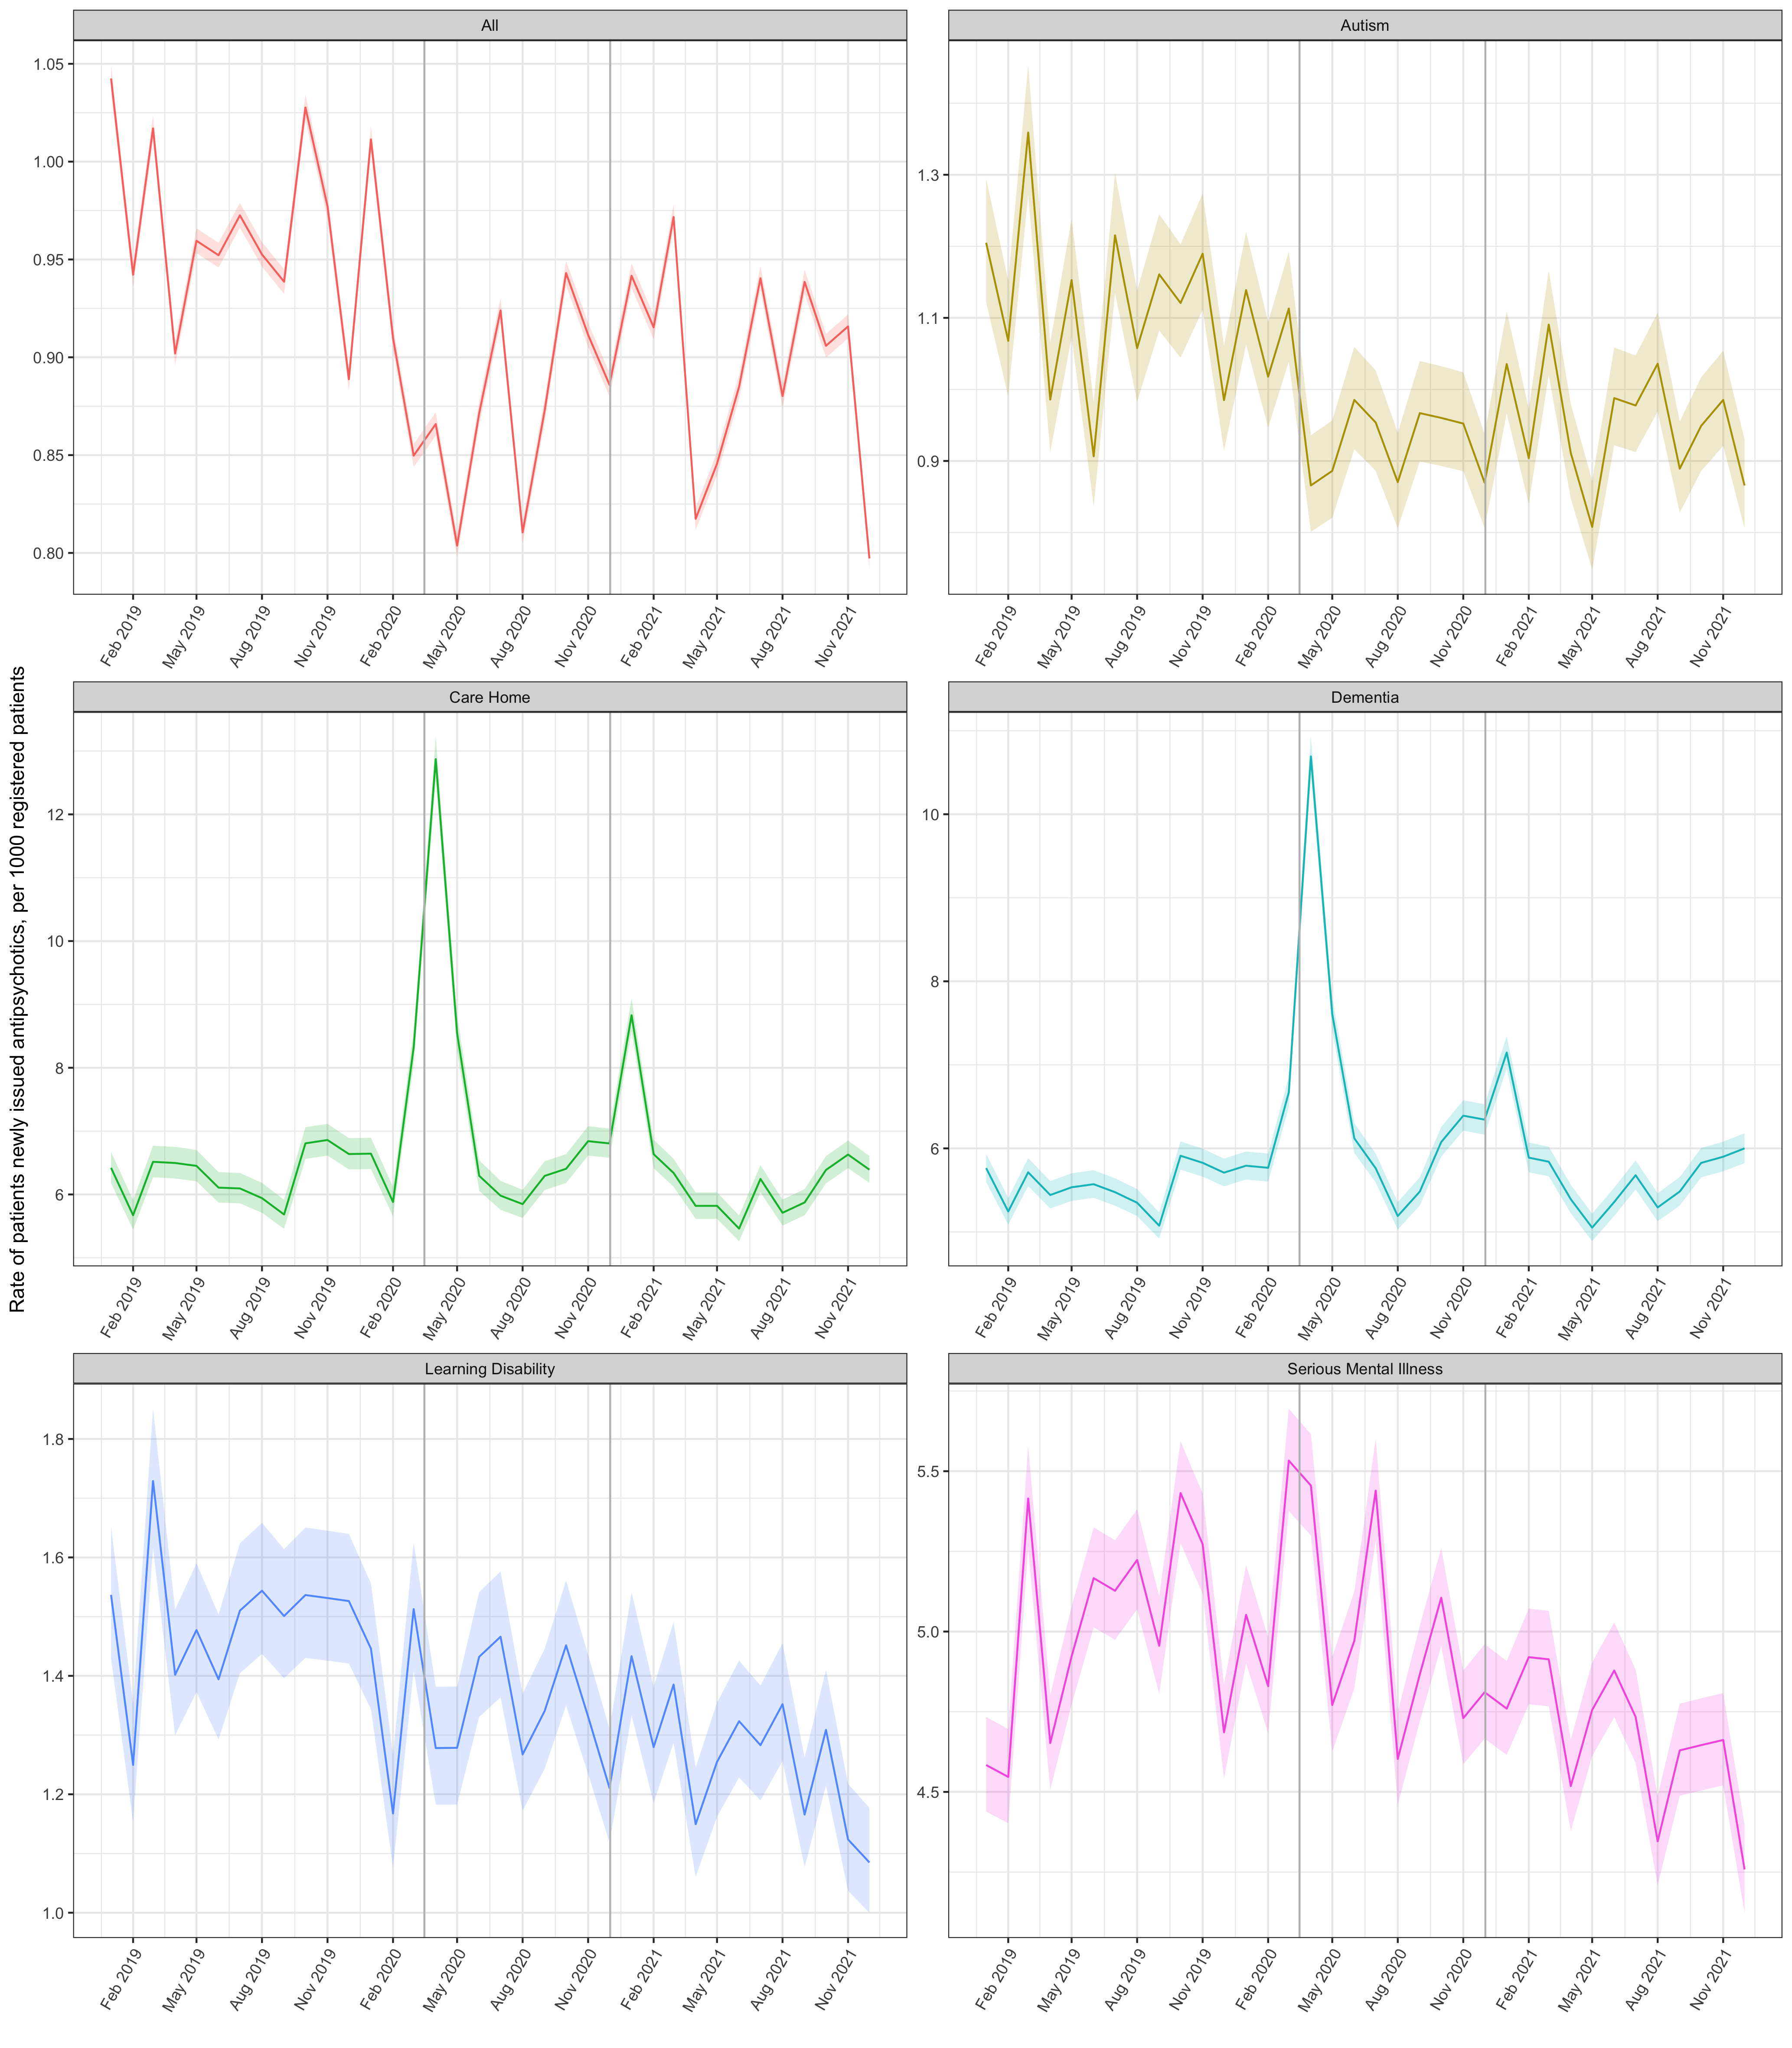 Rate of patients newly issued antipsychotics, per 1000 registered patients
All
1.05
1.00
0.95
0.90
0.85
0.80
Feb 2019
May 2019
Aug 2019
Nov 2019
Feb 2020
May 2020
Aug 2020
Nov 2020
Feb 2021
May 2021
Aug 2021
Nov 2021
Autism
1.3
1.1
0.9
Feb 2019
May 2019
Aug 2019
Nov 2019
Feb 2020
May 2020
Aug 2020
Nov 2020
Feb 2021
May 2021
Aug 2021
Nov 2021
Care Home
12
10
8
6
Feb 2019
May 2019
Aug 2019
Nov 2019
Feb 2020
May 2020
Aug 2020
Nov 2020
Feb 2021
May 2021
Aug 2021
Nov 2021
Dementia
10
8
6
Feb 2019
May 2019
Aug 2019
Nov 2019
Feb 2020
May 2020
Aug 2020
Nov 2020
Feb 2021
May 2021
Aug 2021
Nov 2021
Learning Disability
1.8
1.6
1.4
1.2
1.0
Feb 2019
May 2019
Aug 2019
Nov 2019
Feb 2020
May 2020
Aug 2020
Nov 2020
Feb 2021
May 2021
Aug 2021
Nov 2021
Serious Mental Illness
5.5
5.0
4.5
Feb 2019
May 2019
Aug 2019
Nov 2019
Feb 2020
May 2020
Aug 2020
Nov 2020
Feb 2021
May 2021
Aug 2021
Nov 2021